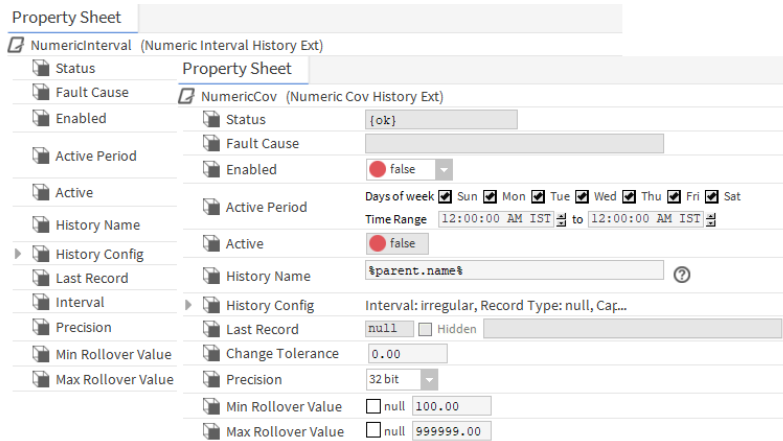 Property Sheet
NumericInterval (Numeric Interval History Ext)
Status
Fault Cause
Enabled
Active Period
Active
History Name
History Config
Last Record
Interval
Precision
Min Rollover Value
Max Rollover Value
Property Sheet
NumericCov (Numeric Cov History Ext)
Status {ok}
Fault Cause
Enabled false
Active Period Days of week Sun Mon Tue Wed Thu Fri Sat
Time Range 12:00:00 AM IST to 12:00:00 AM IST
Active false
History Name %parent.name%
History Config Interval: irregular, Record Type: null, Cap...
Last Record null Hidden
Change Tolerance 0.00
Precision 32 bit
Min Rollover Value null 100.00
Max Rollover Value null 999999.00